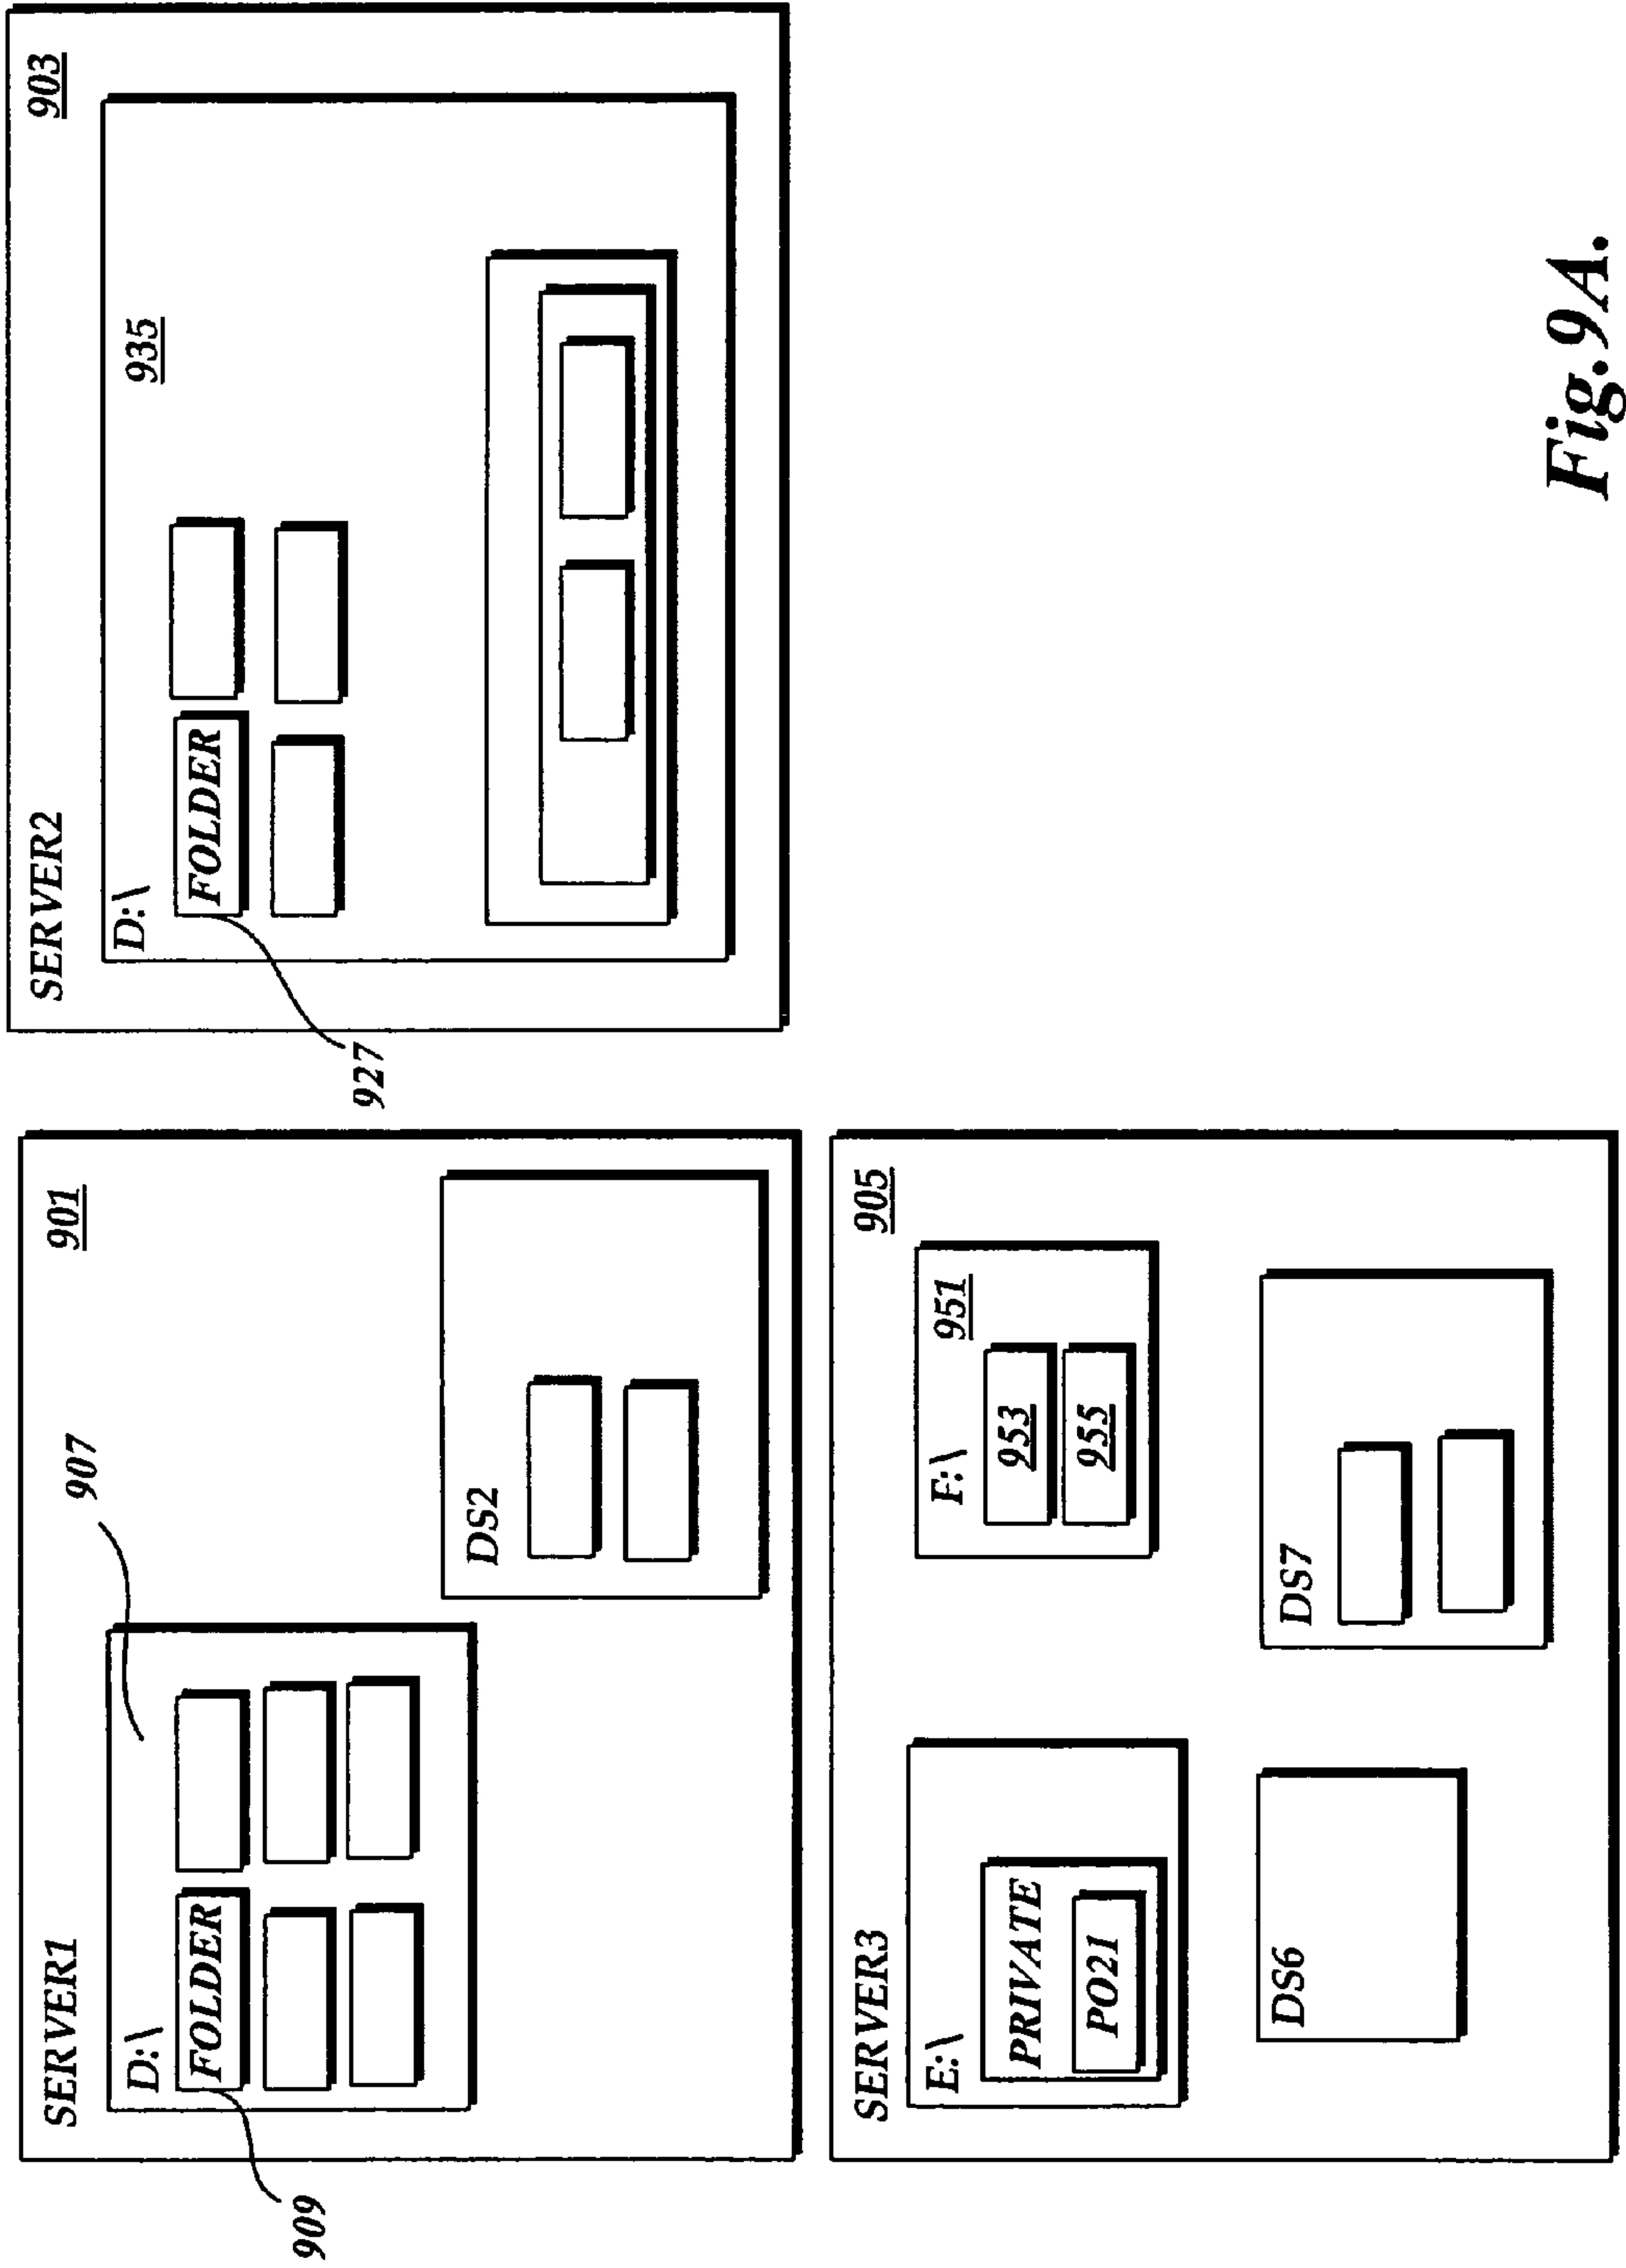 SERVER1
901
907
D:\
FOLDER
909
DS2
SERVER2
903
D:\
935
FOLDER
927
SERVER3
905
E:\
PRIVATE
PO21
F:\
951
953
955
DS6
DS7
Fig.9A.